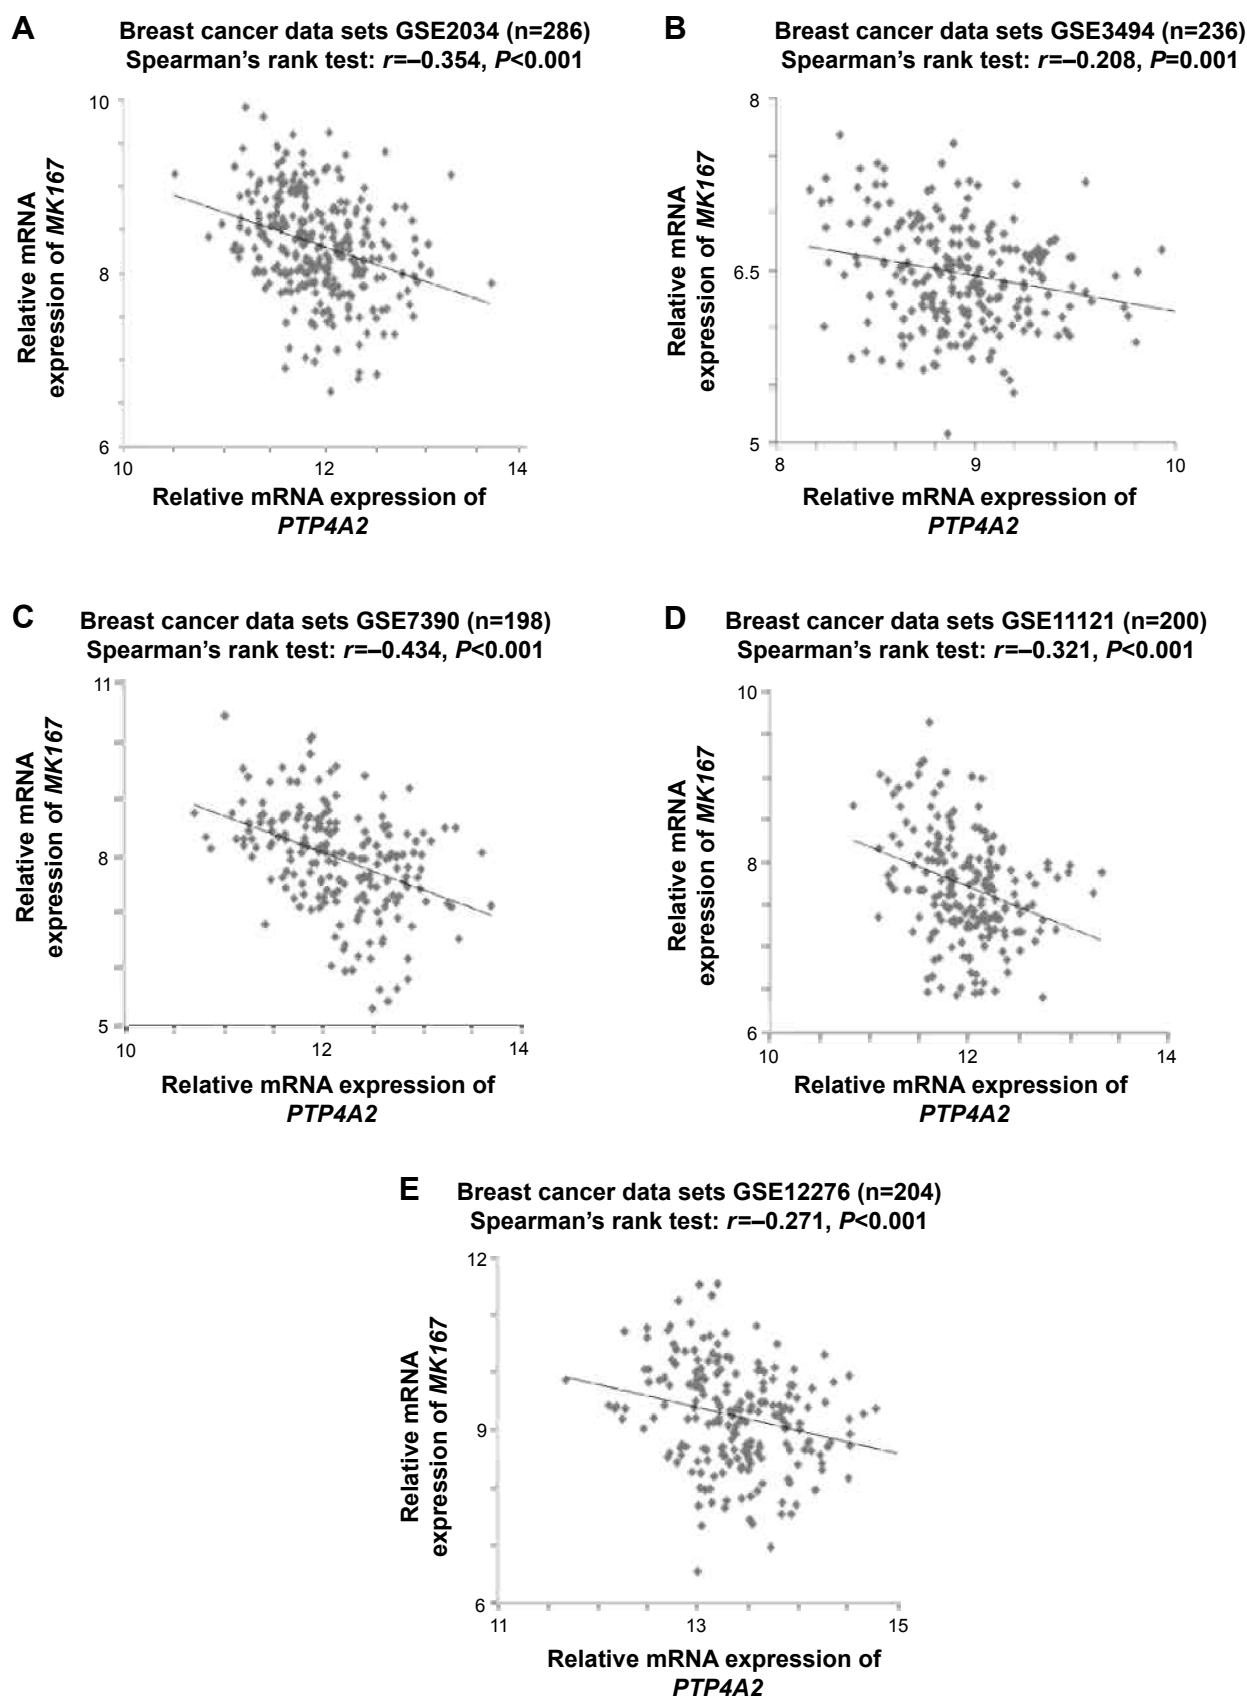 A
Breast cancer data sets GSE2034 (n=286)
Spearman's rank test: r=–0.354, P<0.001
Relative mRNA
expression of MK167
10
8
6
10
12
14
Relative mRNA expression of
PTP4A2
B
Breast cancer data sets GSE3494 (n=236)
Spearman's rank test: r=–0.208, P=0.001
Relative mRNA
expression of MK167
8
6.5
5
8
9
10
Relative mRNA expression of
PTP4A2
C
Breast cancer data sets GSE7390 (n=198)
Spearman's rank test: r=–0.434, P<0.001
Relative mRNA
expression of MK167
11
8
5
10
12
14
Relative mRNA expression of
PTP4A2
D
Breast cancer data sets GSE11121 (n=200)
Spearman's rank test: r=–0.321, P<0.001
Relative mRNA
expression of MK167
10
8
6
10
12
14
Relative mRNA expression of
PTP4A2
E
Breast cancer data sets GSE12276 (n=204)
Spearman's rank test: r=–0.271, P<0.001
Relative mRNA
expression of MK167
12
9
6
11
13
15
Relative mRNA expression of
PTP4A2